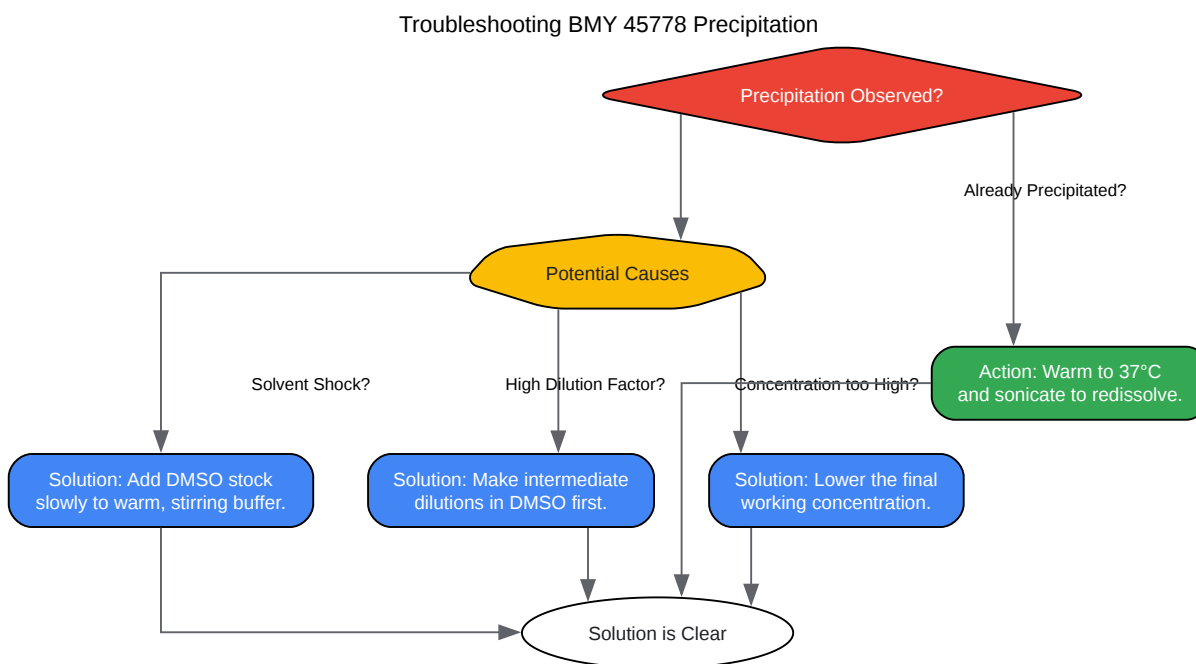 Troubleshooting BMY 45778 Precipitation
Precipitation Observed?
Already Precipitated?
Potential Causes
Action: Warm to 37°C
and sonicate to redissolve.
Solvent Shock?
High Dilution Factor?
Concentration too High?
Solution: Add DMSO stock
slowly to warm, stirring buffer.
Solution: Make intermediate
dilutions in DMSO first.
Solution: Lower the final
working concentration.
Solution is Clear